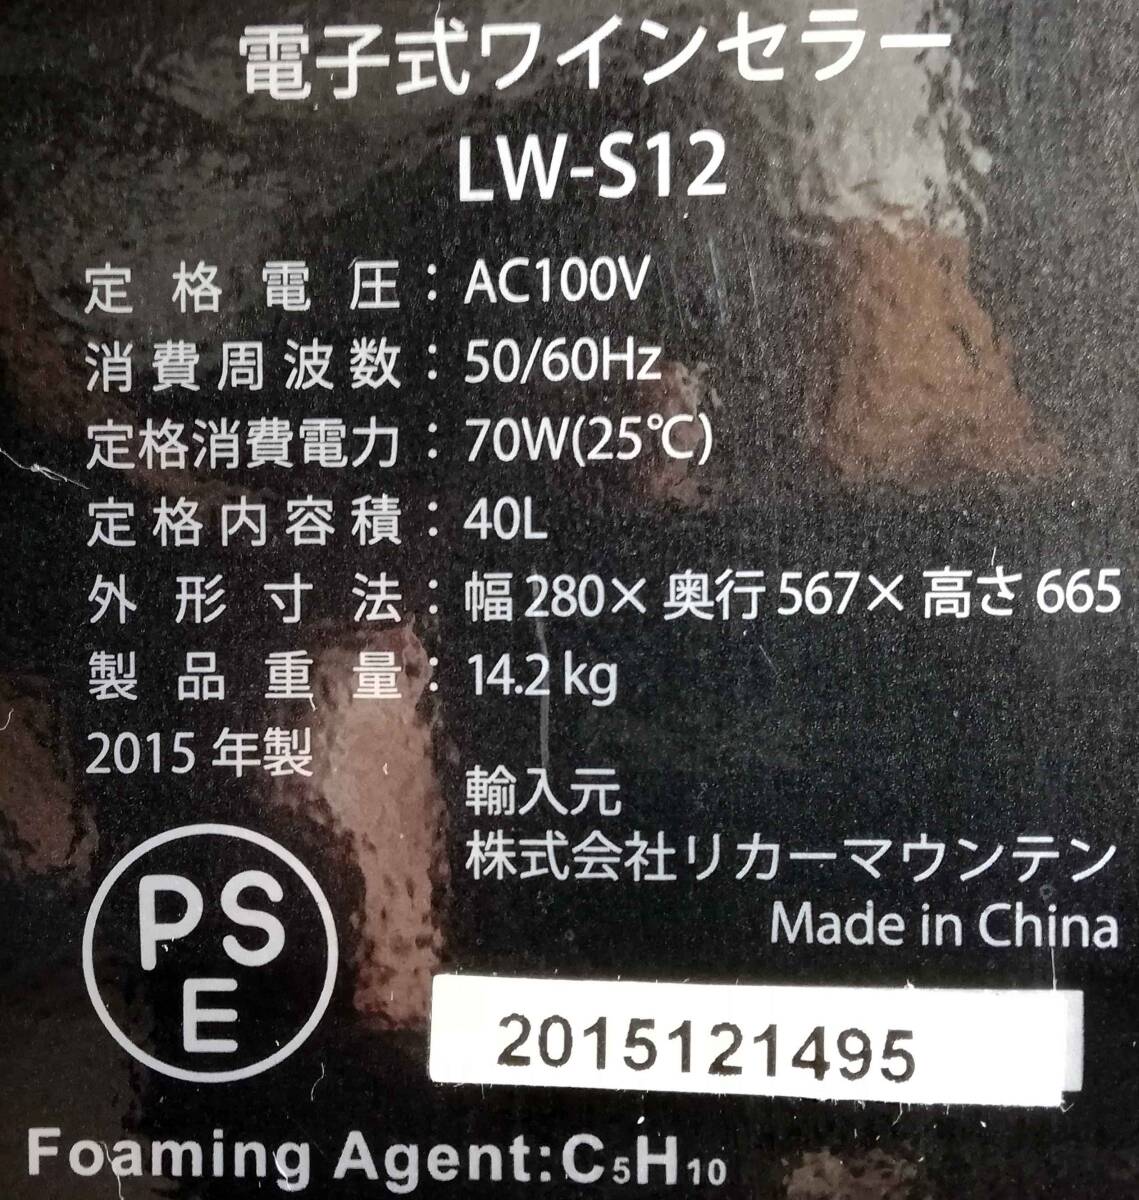 電子式ワインセラー
LW-S12
定格電圧：AC100V
消費周波数：50/60Hz
定格消費電力：70W(25℃)
定格内容積：40L
外形寸法：幅280×奥行567×高さ665
製品重量：14.2 kg
2015年製
輸入元
株式会社リカーマウンテン
Made in China
PS
E
2015121495
Foaming Agent:C₅H₁₀